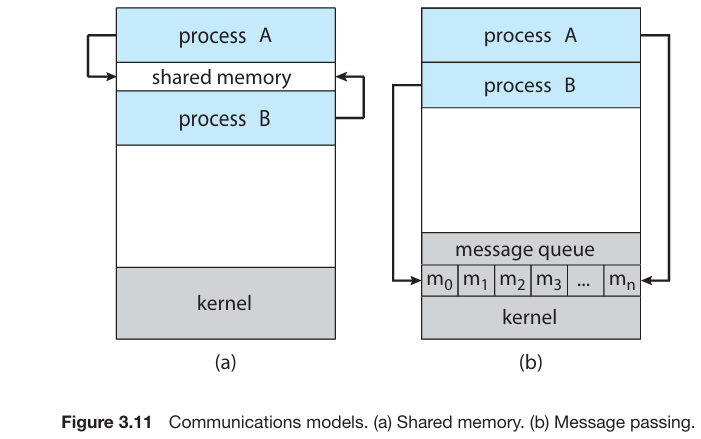 process A
shared memory
process B
kernel
(a)
process A
process B
message queue
m0 m1 m2 m3 ... mn
kernel
(b)
Figure 3.11 Communications models. (a) Shared memory. (b) Message passing.